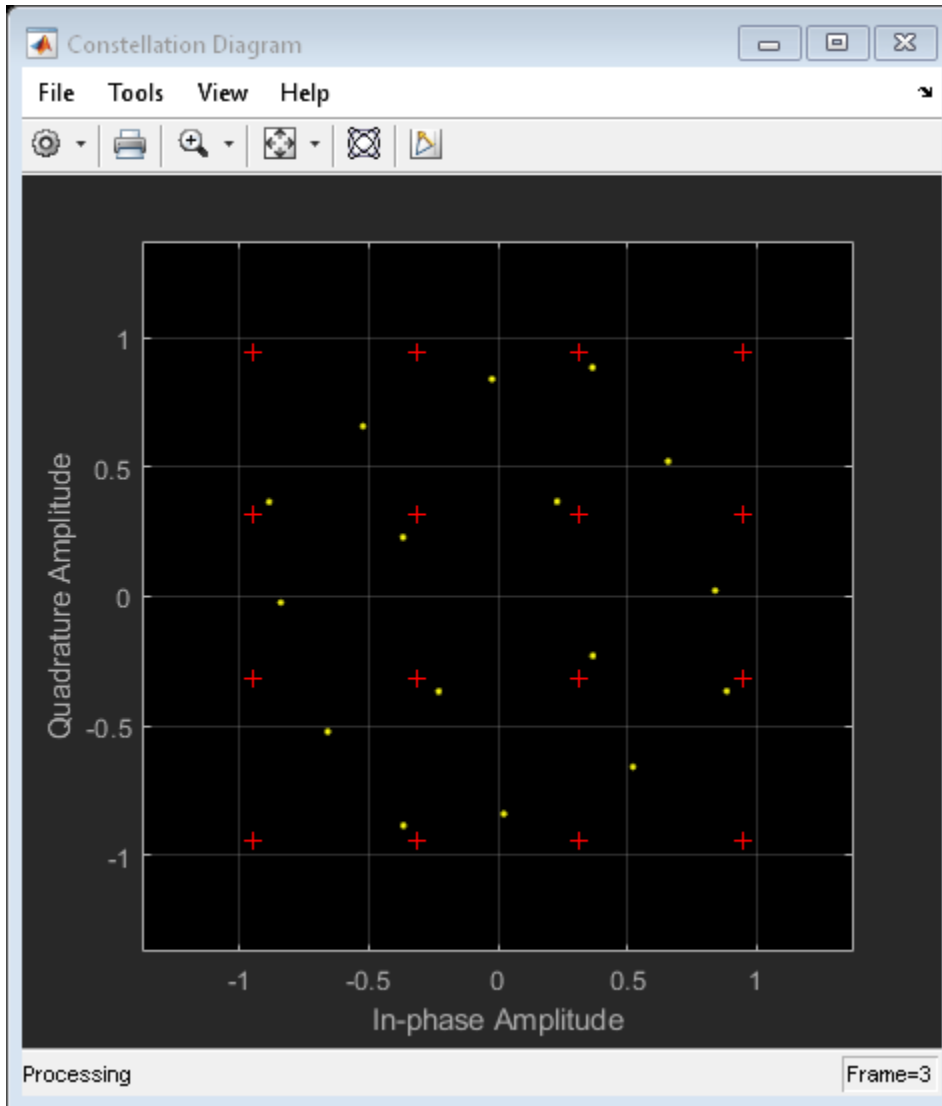 Constellation Diagram
File Tools View Help
1
0.5
0
-0.5
-1
Quadrature Amplitude
-1 -0.5 0 0.5 1
In-phase Amplitude
Processing Frame=3